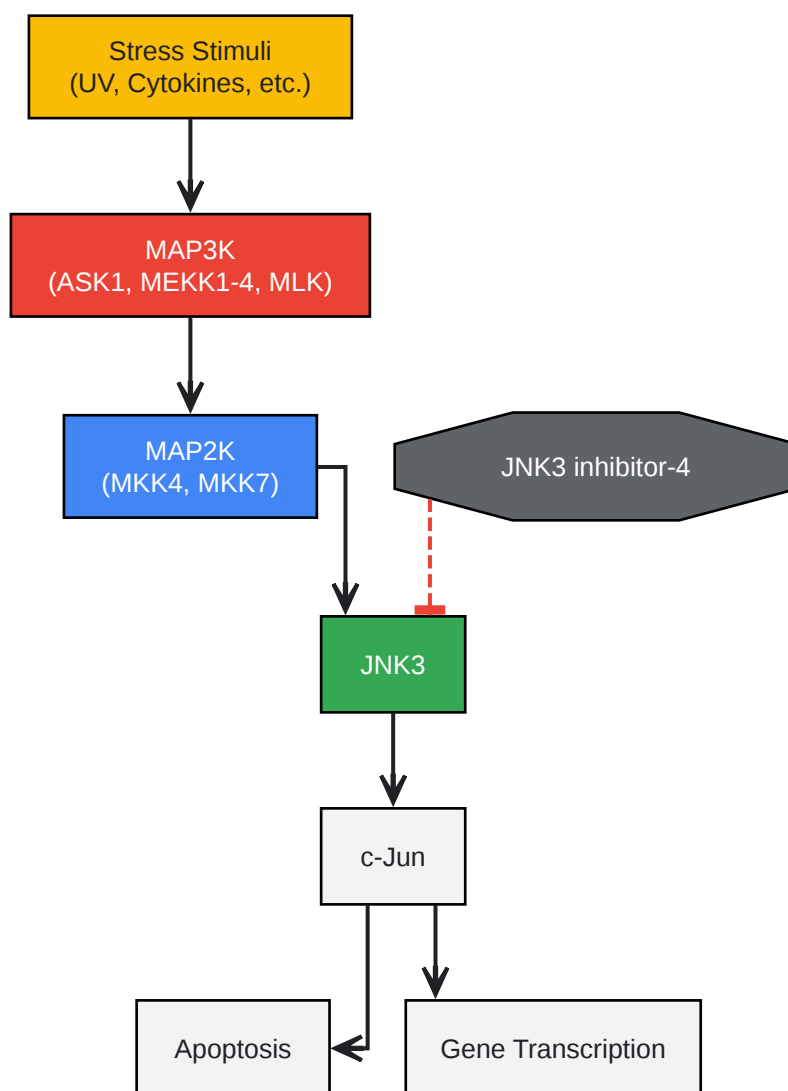 Stress Stimuli
(UV, Cytokines, etc.)
MAP3K
(ASK1, MEKK1-4, MLK)
MAP2K
(MKK4, MKK7)
JNK3 inhibitor-4
JNK3
c-Jun
Apoptosis
Gene Transcription